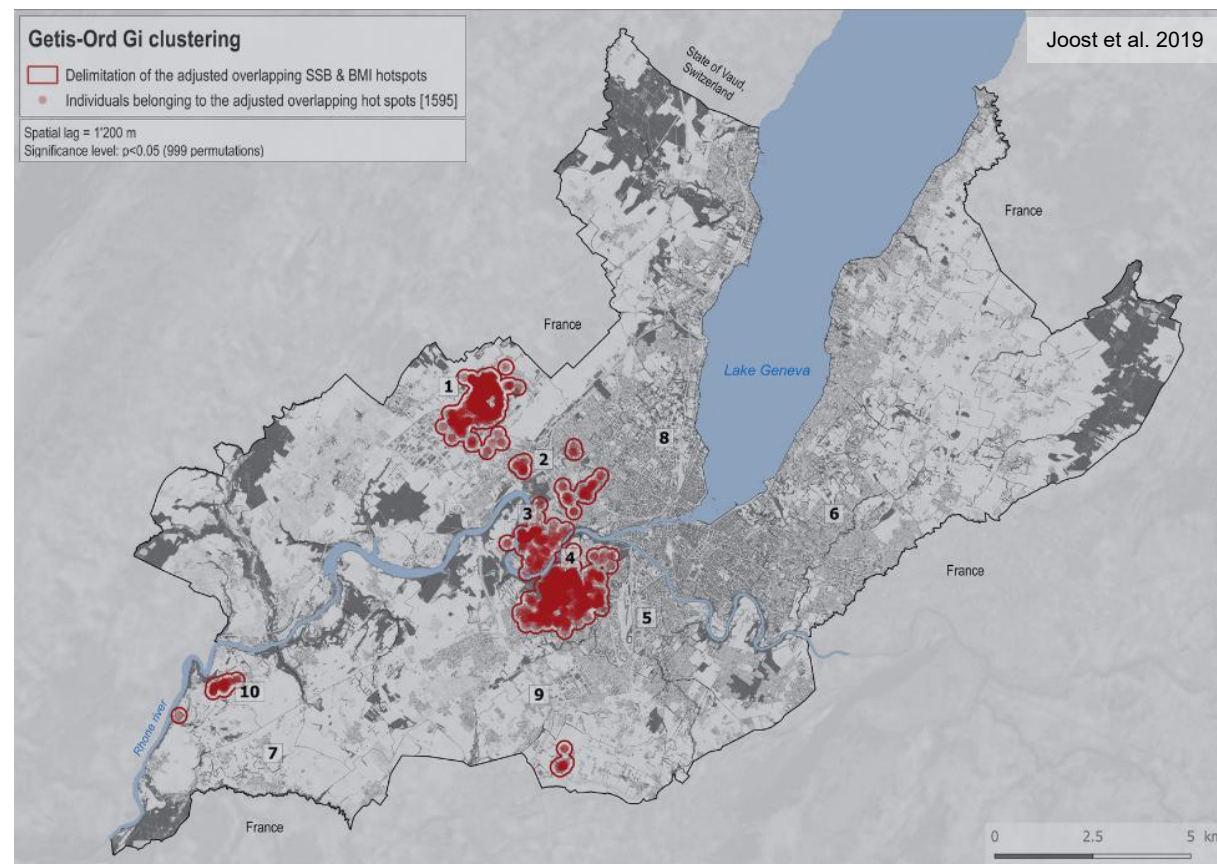 Getis-Ord Gi clustering
Delimitation of the adjusted overlapping SSB & BMI hotspots
Individuals belonging to the adjusted overlapping hot spots [1595]
Spatial lag = 1'200 m
Significance level: p<0.05 (999 permutations)
Joost et al. 2019
State of Vaud,
Switzerland
France
France
Lake Geneva
1
8
2
3
6
4
France
5
10
9
Rhone river
7
France
0 2.5 5 km